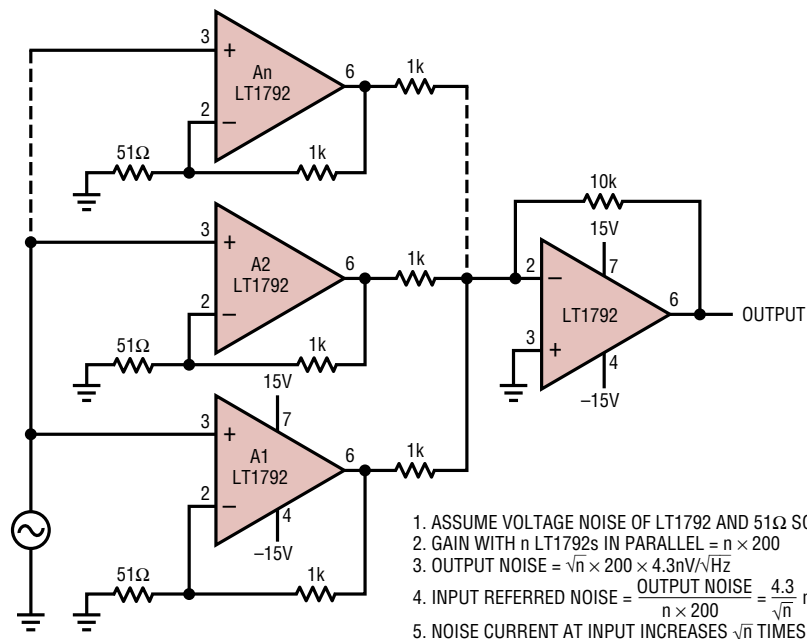 3
+
An
LT1792
6
1k
2
–
51Ω
1k
10k
3
+
A2
LT1792
6
1k
2
–
51Ω
1k
15V
2
–
7
LT1792
6
OUTPUT
3
+
4
–15V
15V
7
3
+
A1
LT1792
6
1k
2
–
4
–15V
51Ω
1k
1. ASSUME VOLTAGE NOISE OF LT1792 AND 51Ω
2. GAIN WITH n LT1792s IN PARALLEL = n × 200
3. OUTPUT NOISE = √n × 200 × 4.3nV/√Hz
4. INPUT REFERRED NOISE = OUTPUT NOISE / n × 200 = 4.3 / √n
5. NOISE CURRENT AT INPUT INCREASES √n TIMES